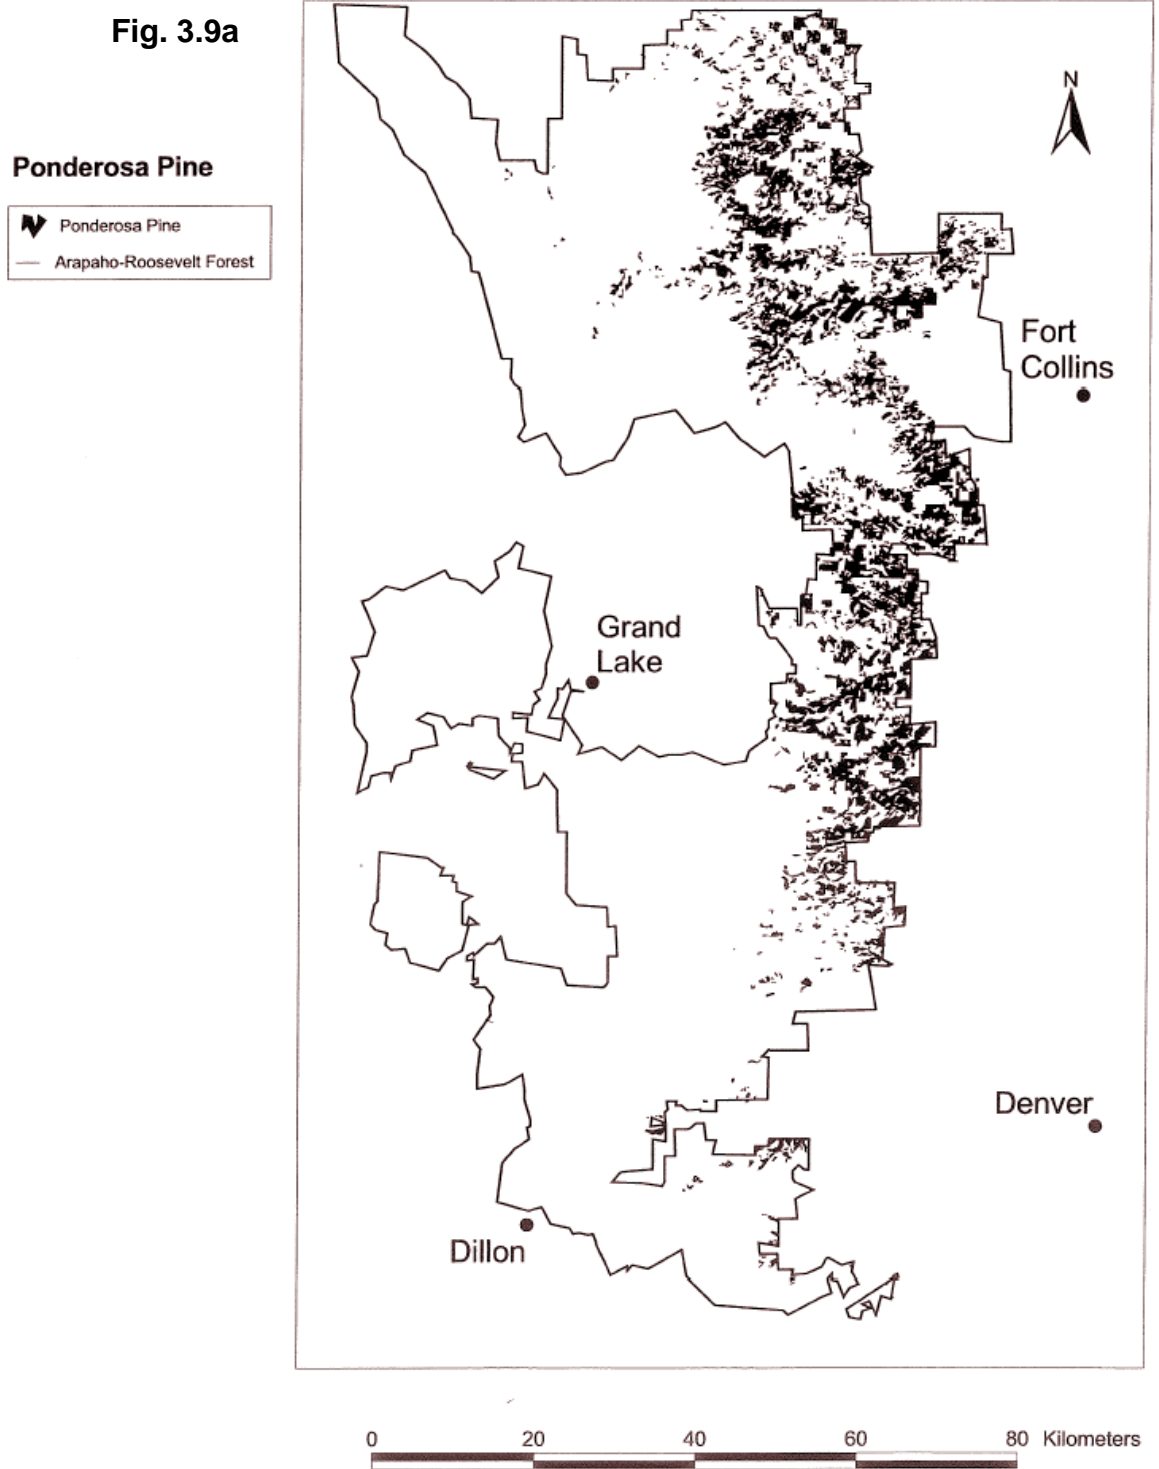 Fig. 3.9a
N
Ponderosa Pine
Ponderosa Pine
Arapaho-Roosevelt Forest
Fort
Collins
Grand
Lake
Denver
Dillon
0 20 40 60 80 Kilometers